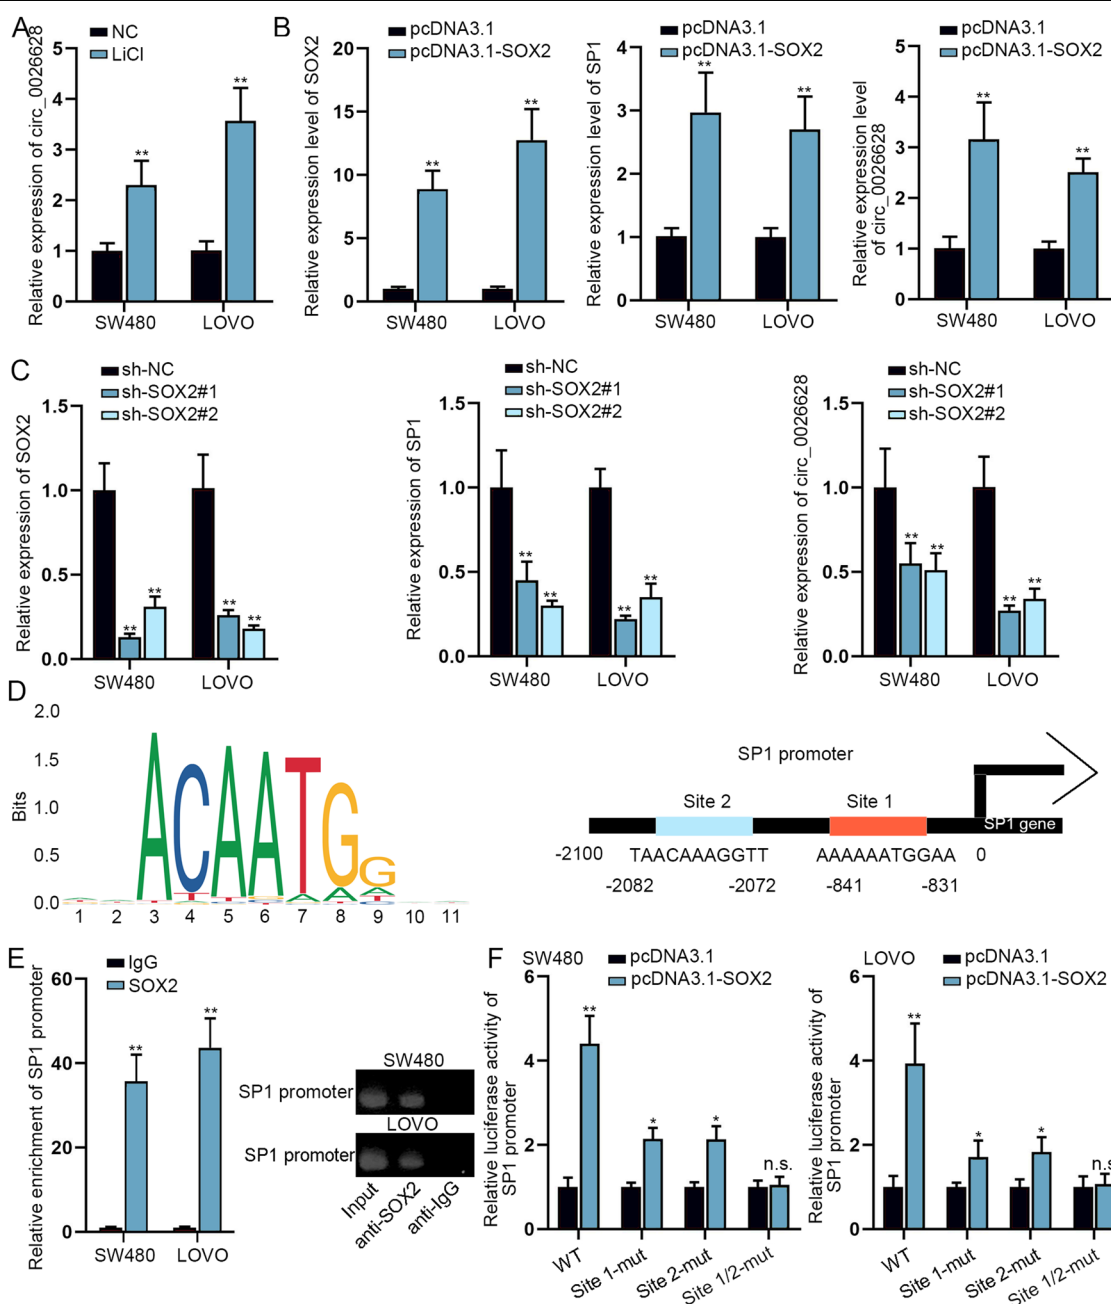 A
Relative expression of circ_0026628
NC
LiCl
5
4
3
2
1
0
**
**
SW480
LOVO
B
Relative expression level of SOX2
pcDNA3.1
pcDNA3.1-SOX2
20
15
10
5
0
**
**
SW480
LOVO
Relative expression level of SP1
pcDNA3.1
pcDNA3.1-SOX2
4
3
2
1
0
**
**
SW480
LOVO
Relative expression level
of circ_0026628
pcDNA3.1
pcDNA3.1-SOX2
5
4
3
2
1
0
**
**
SW480
LOVO
C
Relative expression of SOX2
sh-NC
sh-SOX2#1
sh-SOX2#2
1.5
1.0
0.5
0.0
**
**
**
**
SW480
LOVO
Relative expression of SP1
sh-NC
sh-SOX2#1
sh-SOX2#2
1.5
1.0
0.5
0.0
**
**
**
**
SW480
LOVO
Relative expression of circ_0026628
sh-NC
sh-SOX2#1
sh-SOX2#2
1.5
1.0
0.5
0.0
**
**
**
**
SW480
LOVO
D
Bits
2.0
1.5
1.0
0.5
0.0
ACAATGG
1 2 3 4 5 6 7 8 9 10 11
SP1 promoter
Site 2 Site 1
SP1 gene
-2100 TAACAAAGGTT AAAAAATGGAA 0
-2082 -2072 -841 -831
E
Relative enrichment of SP1 promoter
IgG
SOX2
60
40
20
0
**
**
SW480
LOVO
SW480
SP1 promoter
LOVO
SP1 promoter
Input
anti-SOX2
anti-IgG
F
SW480
pcDNA3.1
pcDNA3.1-SOX2
Relative luciferase activity of
SP1 promoter
6
4
2
0
**
*
*
n.s.
WT
Site 1-mut
Site 2-mut
Site 1/2-mut
LOVO
pcDNA3.1
pcDNA3.1-SOX2
Relative luciferase activity of
SP1 promoter
6
4
2
0
**
*
*
n.s
WT
Site 1-mut
Site 2-mut
Site 1/2-mut